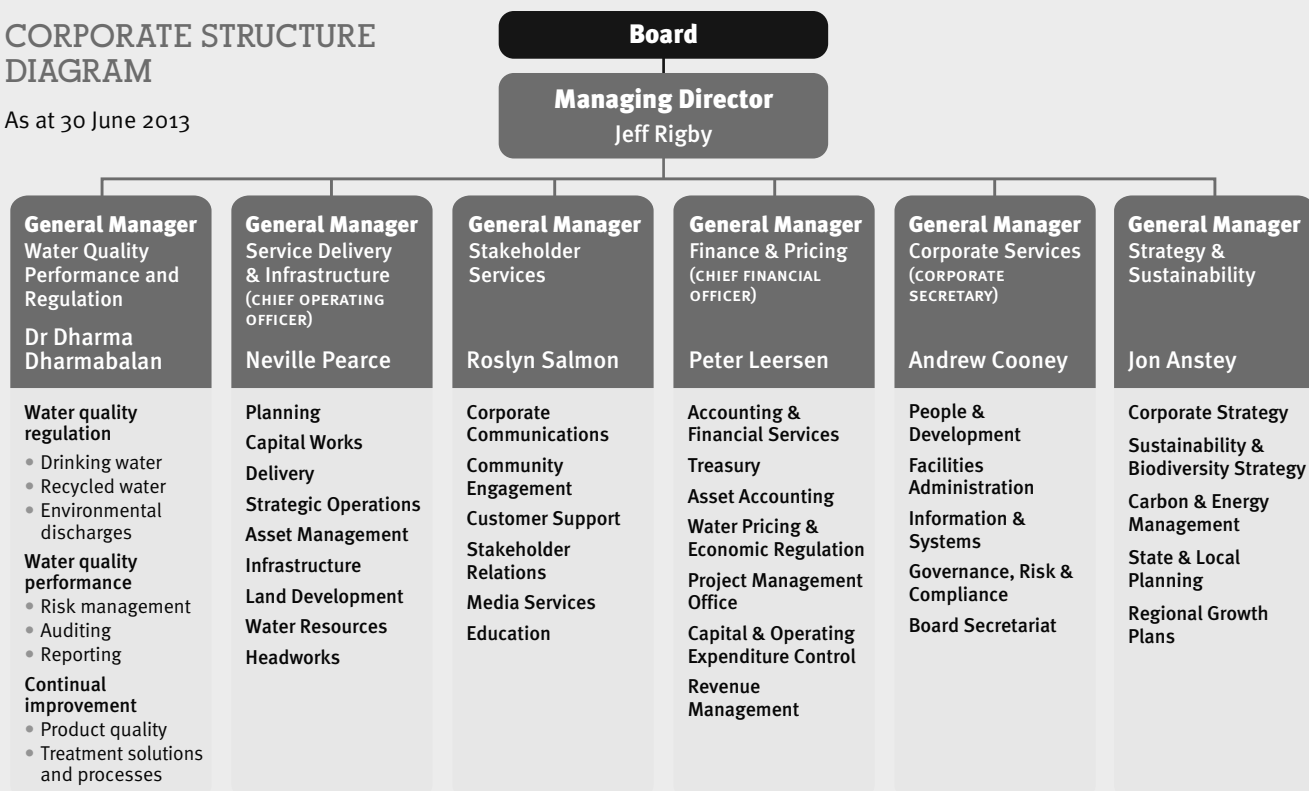 CORPORATE STRUCTURE
DIAGRAM
As at 30 June 2013
Board
Managing Director
Jeff Rigby
General Manager
Water Quality
Performance and
Regulation
Dr Dharma
Dharmabalan
Water quality
regulation
• Drinking water
• Recycled water
• Environmental
discharges
Water quality
performance
• Risk management
• Auditing
• Reporting
Continual
improvement
• Product quality
• Treatment solutions
and processes
General Manager
Service Delivery
& Infrastructure
(CHIEF OPERATING
OFFICER)
Neville Pearce
Planning
Capital Works
Delivery
Strategic Operations
Asset Management
Infrastructure
Land Development
Water Resources
Headworks
General Manager
Stakeholder
Services
Roslyn Salmon
Corporate
Communications
Community
Engagement
Customer Support
Stakeholder
Relations
Media Services
Education
General Manager
Finance & Pricing
(CHIEF FINANCIAL
OFFICER)
Peter Leersen
Accounting &
Financial Services
Treasury
Asset Accounting
Water Pricing &
Economic Regulation
Project Management
Office
Capital & Operating
Expenditure Control
Revenue
Management
General Manager
Corporate Services
(CORPORATE
SECRETARY)
Andrew Cooney
People &
Development
Facilities
Administration
Information &
Systems
Governance, Risk &
Compliance
Board Secretariat
General Manager
Strategy &
Sustainability
Jon Anstey
Corporate Strategy
Sustainability &
Biodiversity Strategy
Carbon & Energy
Management
State & Local
Planning
Regional Growth
Plans